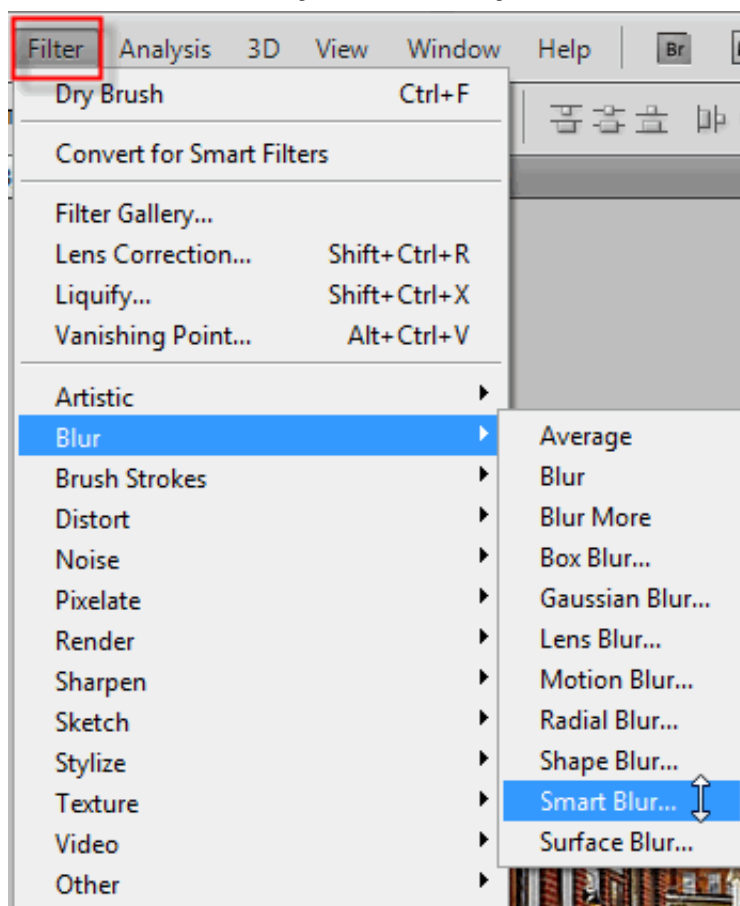 Filter Analysis 3D View Window Help Br
Dry Brush Ctrl+F
Convert for Smart Filters
Filter Gallery...
Lens Correction... Shift+Ctrl+R
Liquify... Shift+Ctrl+X
Vanishing Point... Alt+Ctrl+V
Artistic
Blur
Brush Strokes
Distort
Noise
Pixelate
Render
Sharpen
Sketch
Stylize
Texture
Video
Other
Average
Blur
Blur More
Box Blur...
Gaussian Blur...
Lens Blur...
Motion Blur...
Radial Blur...
Shape Blur...
Smart Blur...
Surface Blur...